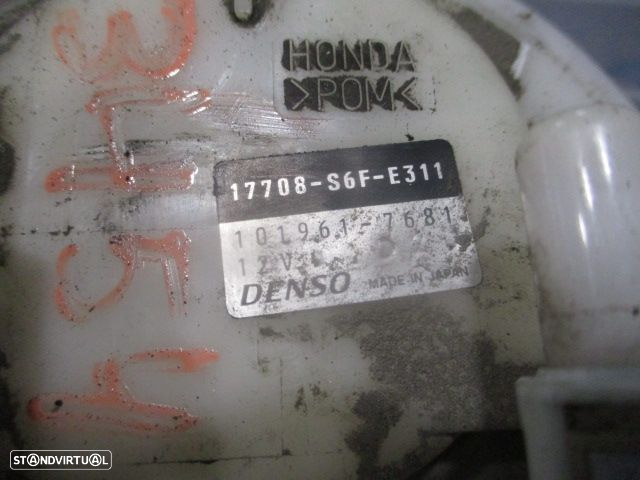 HONDA
>POM<
17708-S6F-E311
101961-7681
12V
DENSO MADE IN JAPAN
STANDVIRTUAL